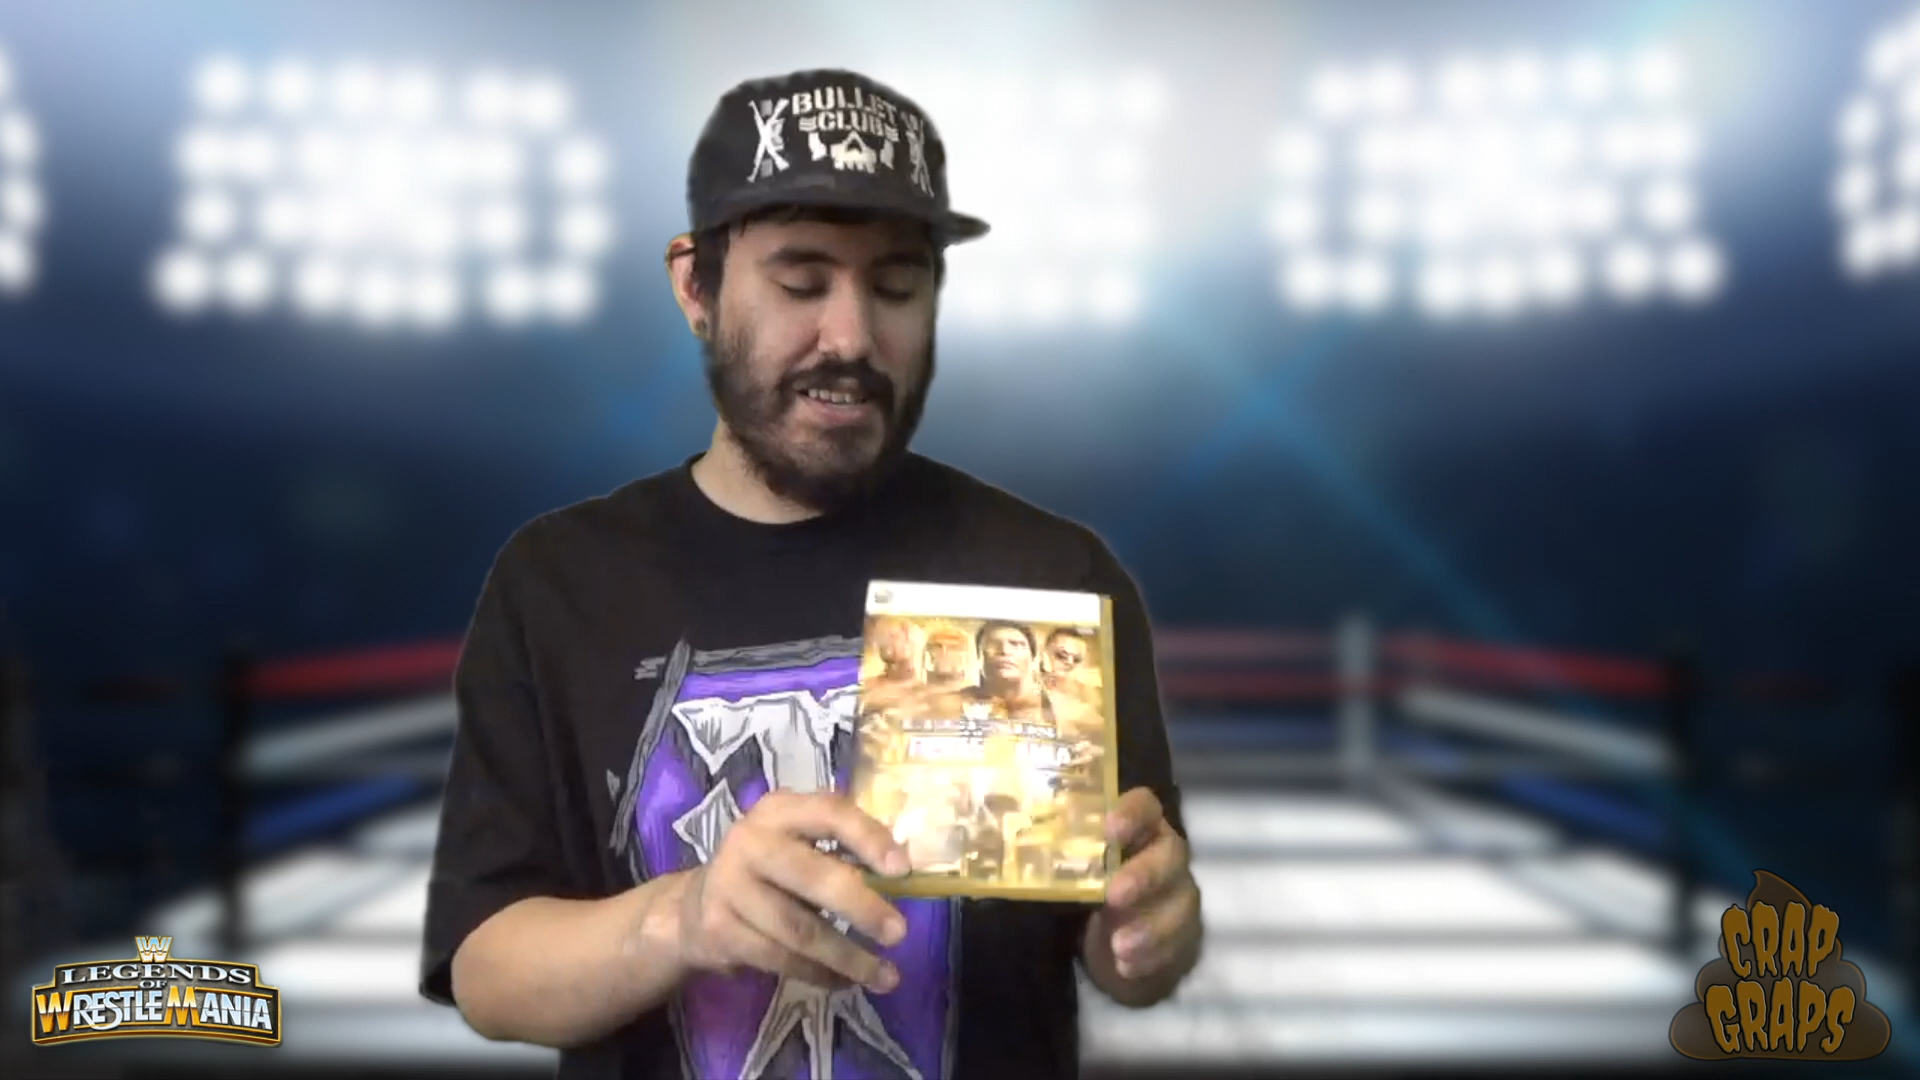 BULLET
CLUB
LEGENDS
OF
WRESTLEMANIA
CRAP
GRAPS